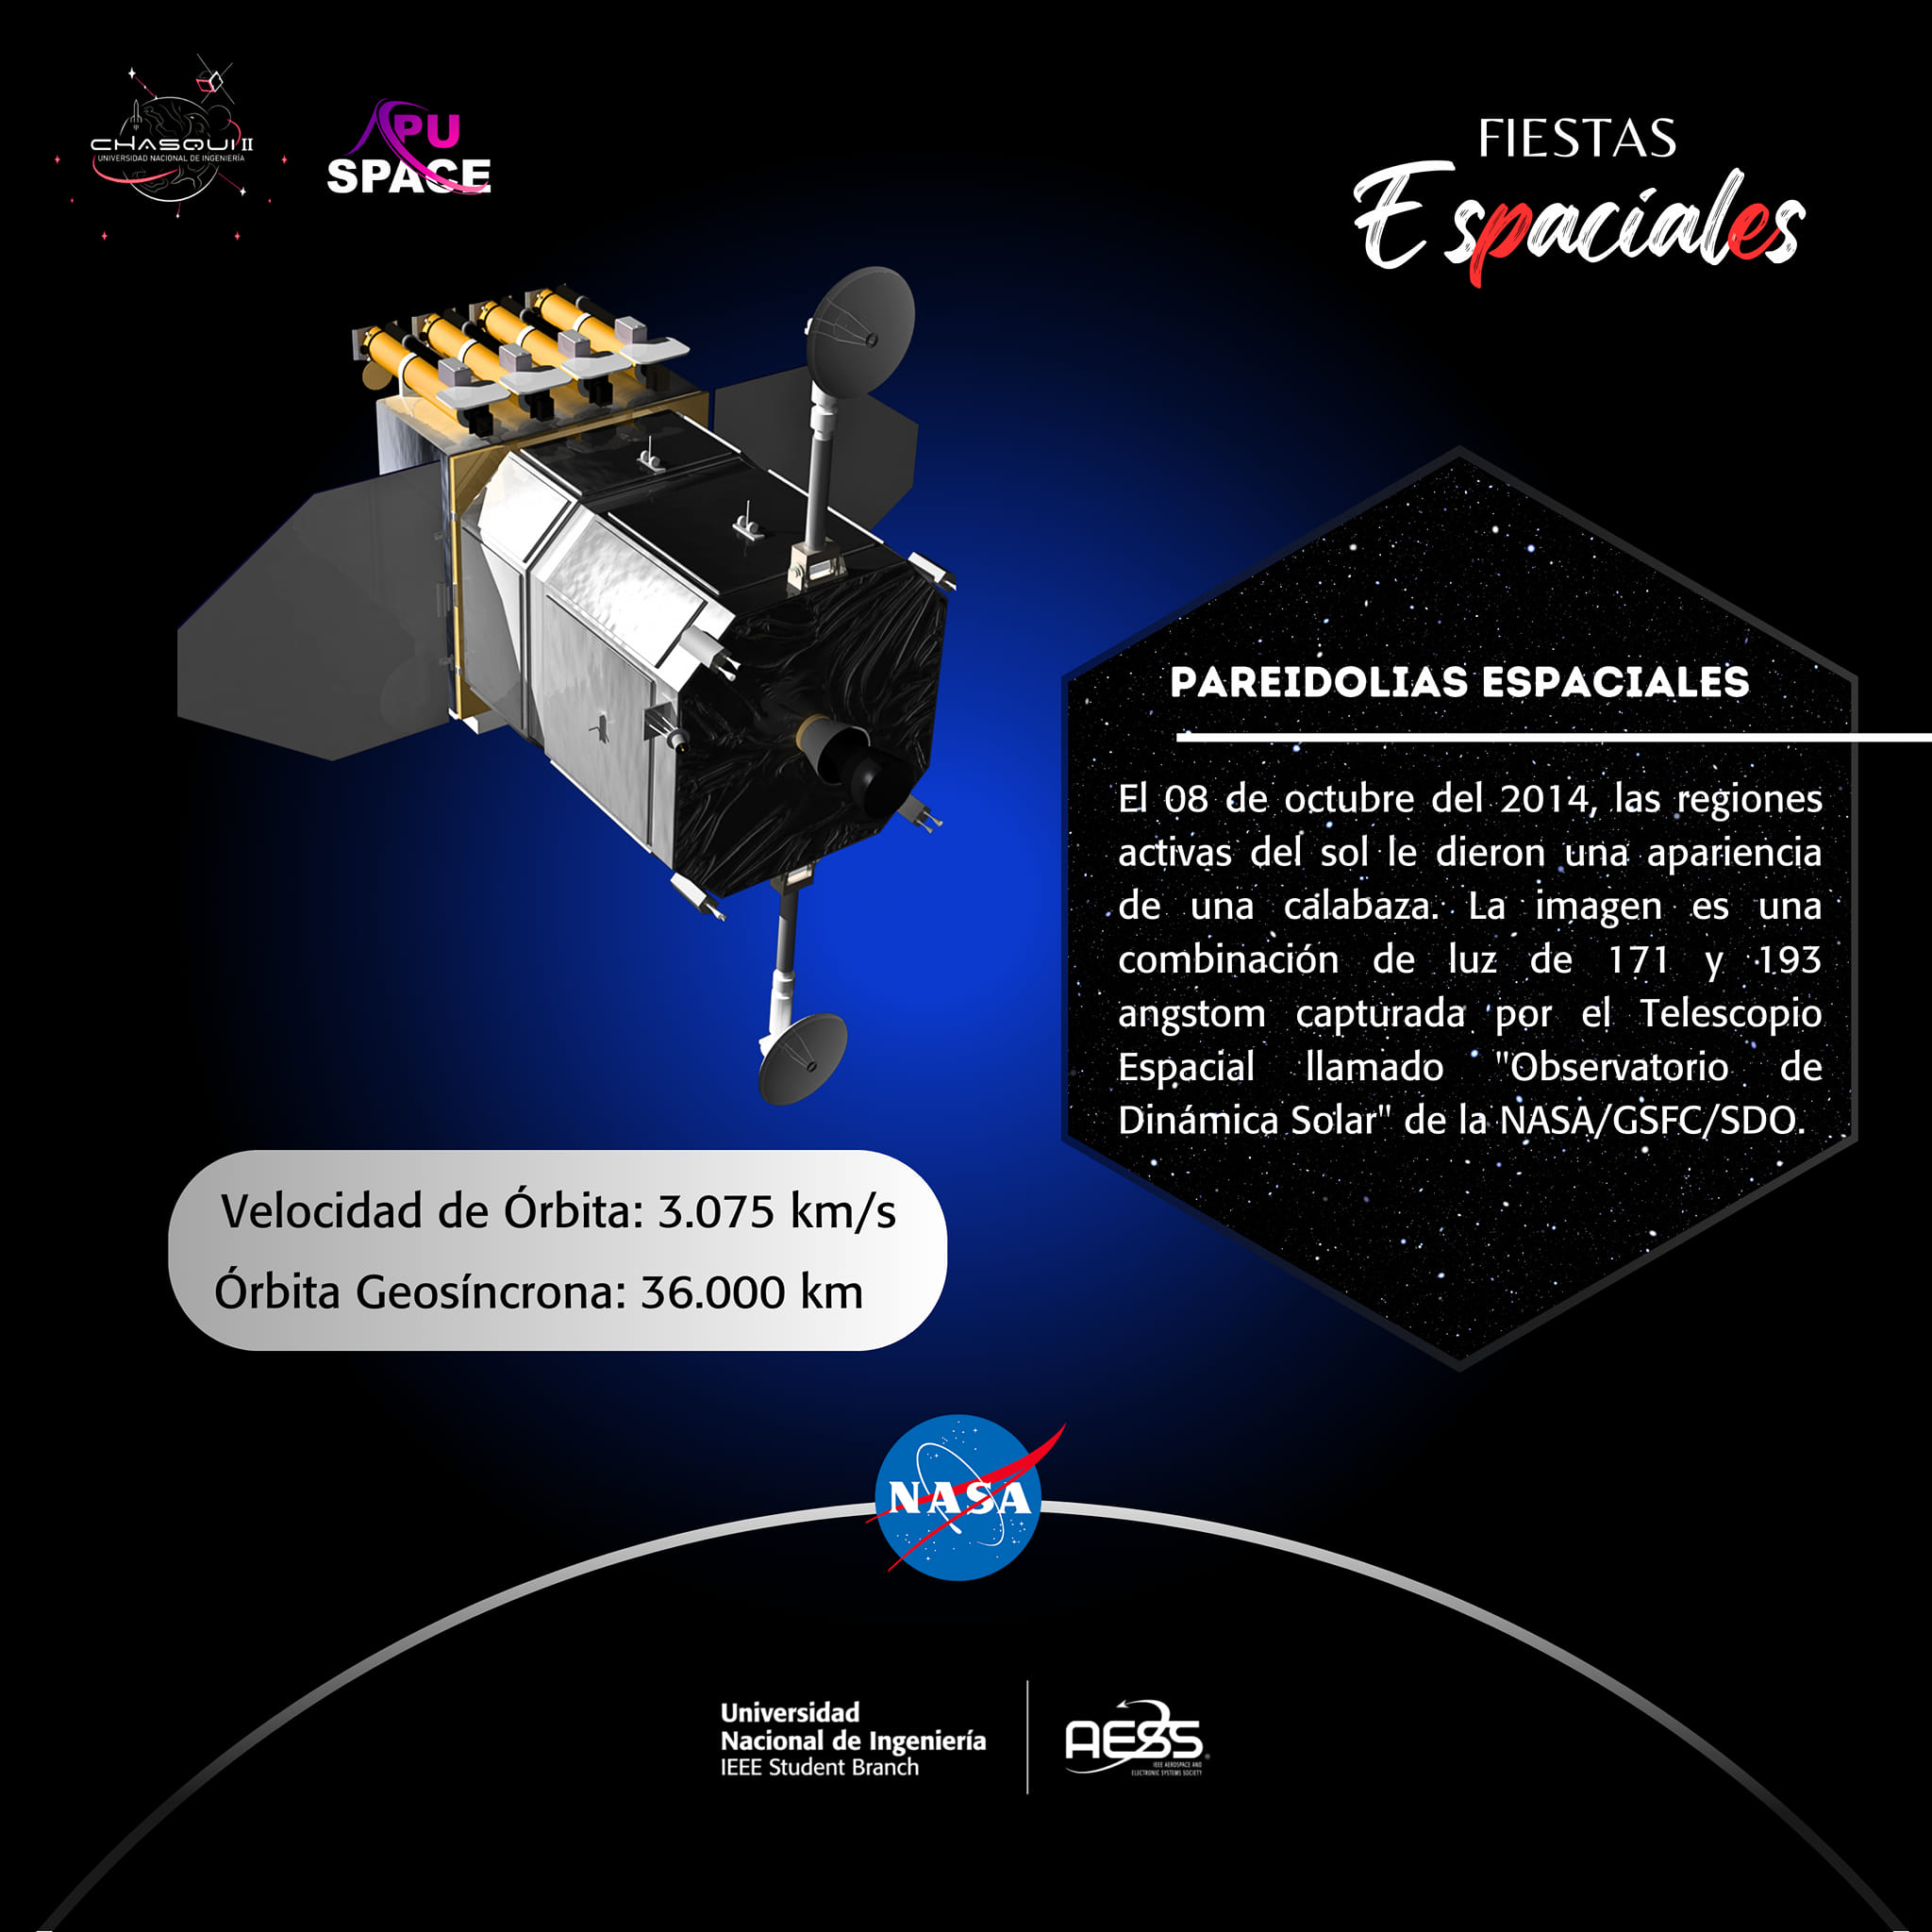 CHASQUI II
UNIVERSIDAD NACIONAL DE INGENIERÍA
APU
SPACE
FIESTAS
Espaciales
PAREIDOLIAS ESPACIALES
El 08 de octubre del 2014, las regiones
activas del sol le dieron una apariencia
de una calabaza. La imagen es una
combinación de luz de 171 y 193
angstom capturada por el Telescopio
Espacial llamado "Observatorio de
Dinámica Solar" de la NASA/GSFC/SDO.
Velocidad de Órbita: 3.075 km/s
Órbita Geosíncrona: 36.000 km
NASA
Universidad
Nacional de Ingeniería
IEEE Student Branch
AESS
IEEE AEROSPACE AND
ELECTRONIC SYSTEMS SOCIETY